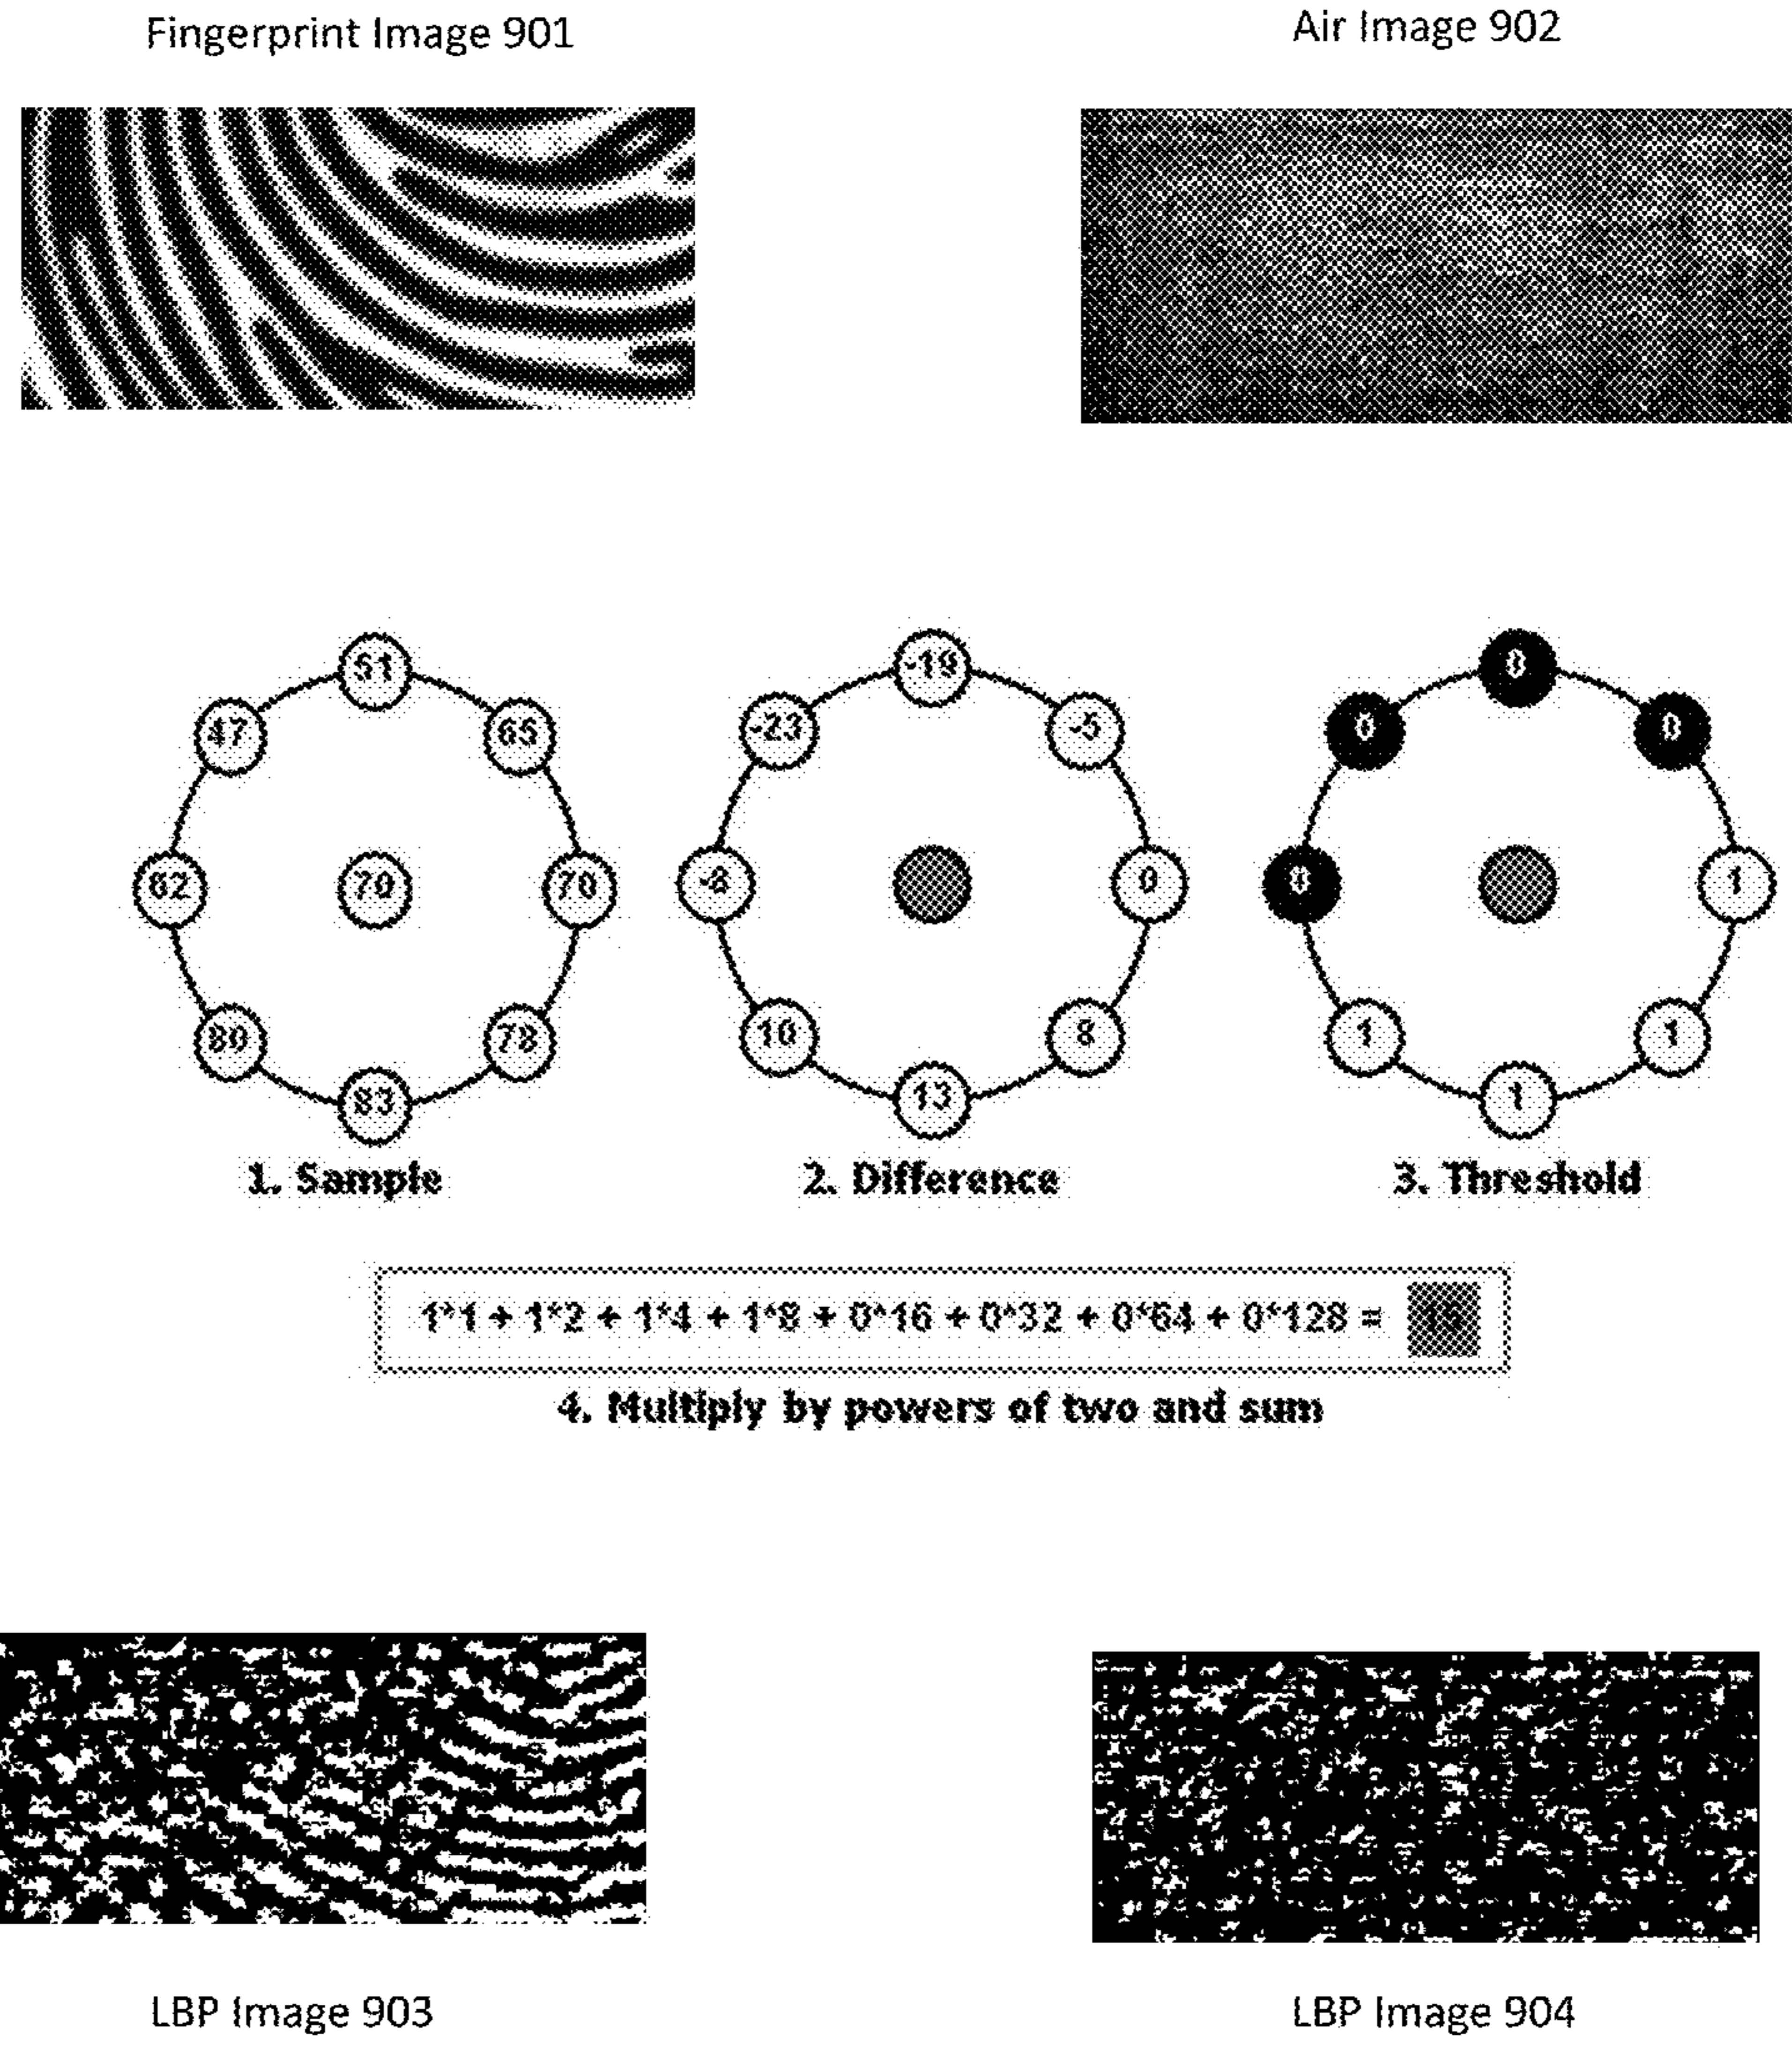 Fingerprint Image 901
Air Image 902
51
47 65
62 70 70
80 78
83
-19
-23 -5
-8 0
10 8
13
0
0 0
0 1
1 1
1
1. Sample
2. Difference
3. Threshold
1*1 + 1*2 + 1*4 + 1*8 + 0*16 + 0*32 + 0*64 + 0*128 = 15
4. Multiply by powers of two and sum
LBP Image 903
LBP Image 904